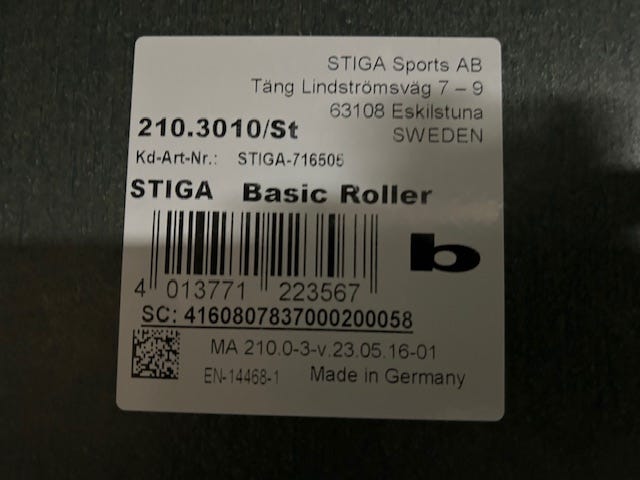 STIGA Sports AB
Täng Lindströmsväg 7 – 9
63108 Eskilstuna
SWEDEN
210.3010/St
Kd-Art-Nr.: STIGA-716505
STIGA Basic Roller
b
4 013771 223567
SC: 4160807837000200058
MA 210.0-3-v.23.05.16-01
EN-14468-1 Made in Germany